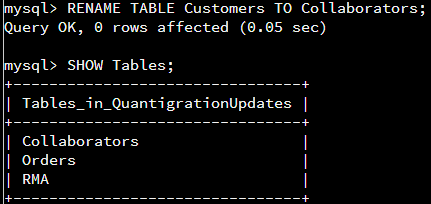 mysql> RENAME TABLE Customers TO Collaborators;
Query OK, 0 rows affected (0.05 sec)
mysql> SHOW Tables;
+--------------------------------+
| Tables_in_QuantigrationUpdates |
+--------------------------------+
| Collaborators                  |
| Orders                         |
| RMA                            |
+--------------------------------+